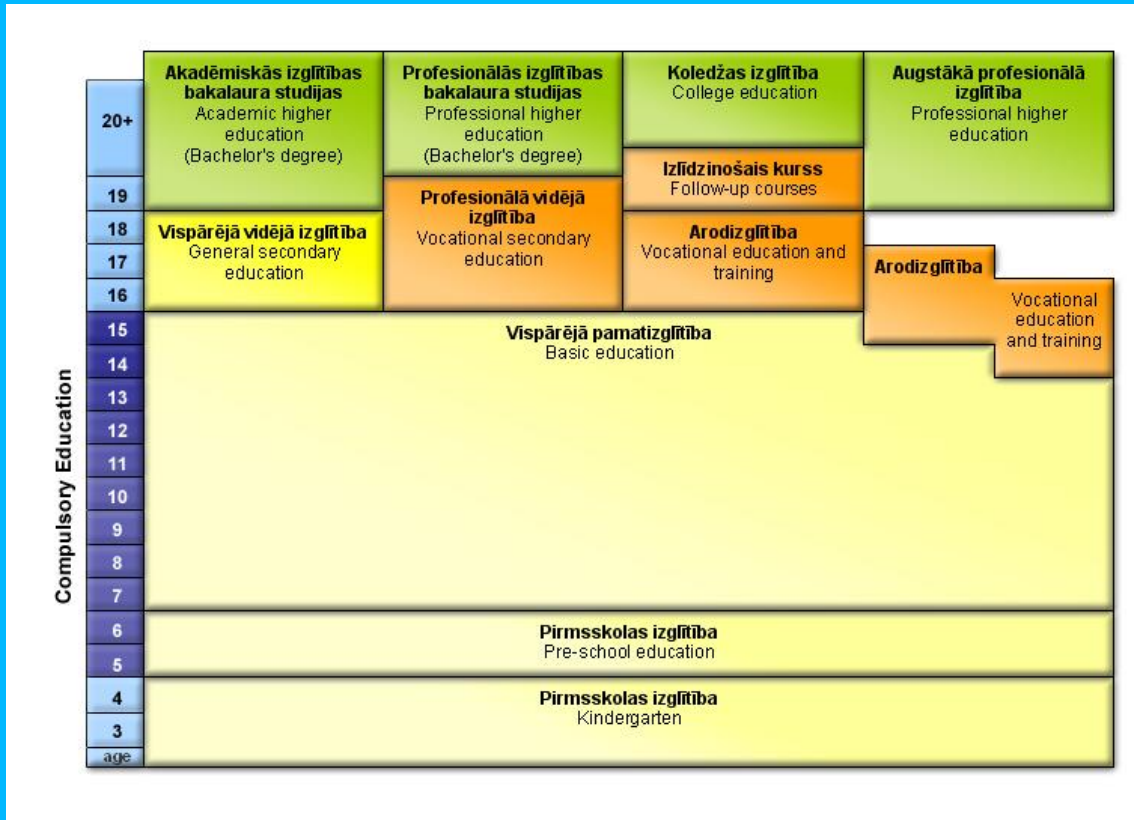 Akadēmiskās izglītības
bakalaura studijas
Academic higher
education
(Bachelor's degree)
Profesionālās izglītības
bakalaura studijas
Professional higher
education
(Bachelor's degree)
Koledžas izglītība
College education
Augstākā profesionālā
izglītība
Professional higher
education
Izlīdzinošais kurss
Follow-up courses
Vispārējā vidējā izglītība
General secondary
education
Profesionālā vidējā
izglītība
Vocational secondary
education
Arodizglītība
Vocational education and
training
Arodizglītība
Vocational
education
and training
Vispārējā pamatizglītība
Basic education
Pirmsskolas izglītība
Pre-school education
Pirmsskolas izglītība
Kindergarten
Compulsory Education
20+
19
18
17
16
15
14
13
12
11
10
9
8
7
6
5
4
3
age